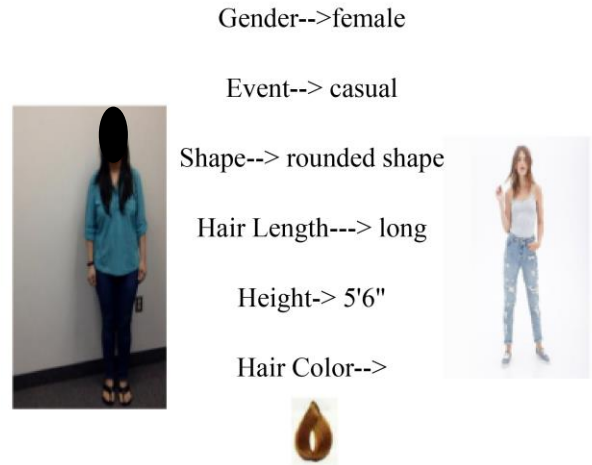 Gender-->female
Event--> casual
Shape--> rounded shape
Hair Length---> long
Height-> 5'6"
Hair Color-->